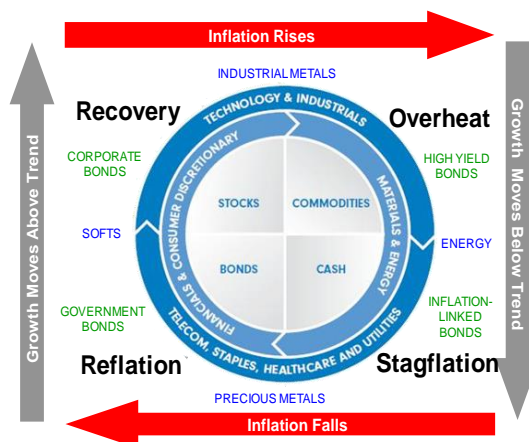 Inflation Rises
INDUSTRIAL METALS
Recovery
TECHNOLOGY & INDUSTRIALS
Overheat
Growth Moves Above Trend
Growth Moves Below Trend
CORPORATE
BONDS
HIGH YIELD
BONDS
FINANCIALS & CONSUMER DISCRETIONARY
STOCKS
COMMODITIES
MATERIALS & ENERGY
SOFTS
ENERGY
BONDS
CASH
GOVERNMENT
BONDS
INFLATION-
LINKED
BONDS
TELECOM, STAPLES, HEALTHCARE AND UTILITIES
Reflation
Stagflation
PRECIOUS METALS
Inflation Falls